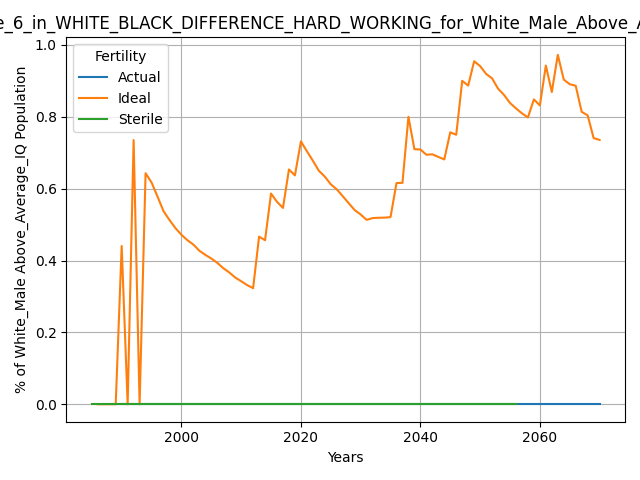 e_6_in_WHITE_BLACK_DIFFERENCE_HARD_WORKING_for_White_Male_Above_A
Fertility
Actual
Ideal
Sterile
% of White_Male Above_Average_IQ Population
1.0
0.8
0.6
0.4
0.2
0.0
2000
2020
2040
2060
Years